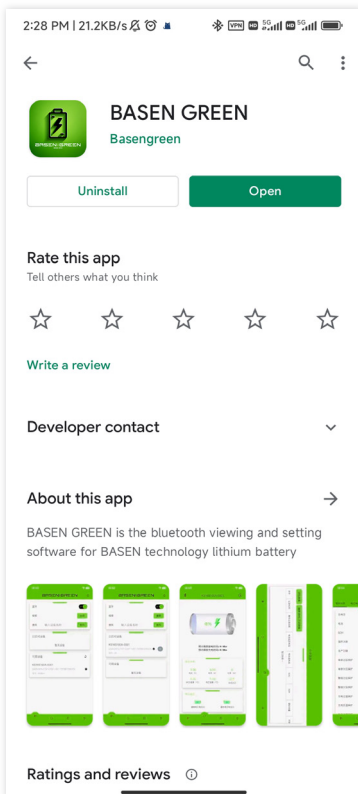 2:28 PM | 21.2KB/s
VPN HD 5G HD 5G
BASEN GREEN
Basengreen
BASEN GREEN
Uninstall
Open
Rate this app
Tell others what you think
Write a review
Developer contact
About this app
BASEN GREEN is the bluetooth viewing and setting
software for BASEN technology lithium battery
Ratings and reviews